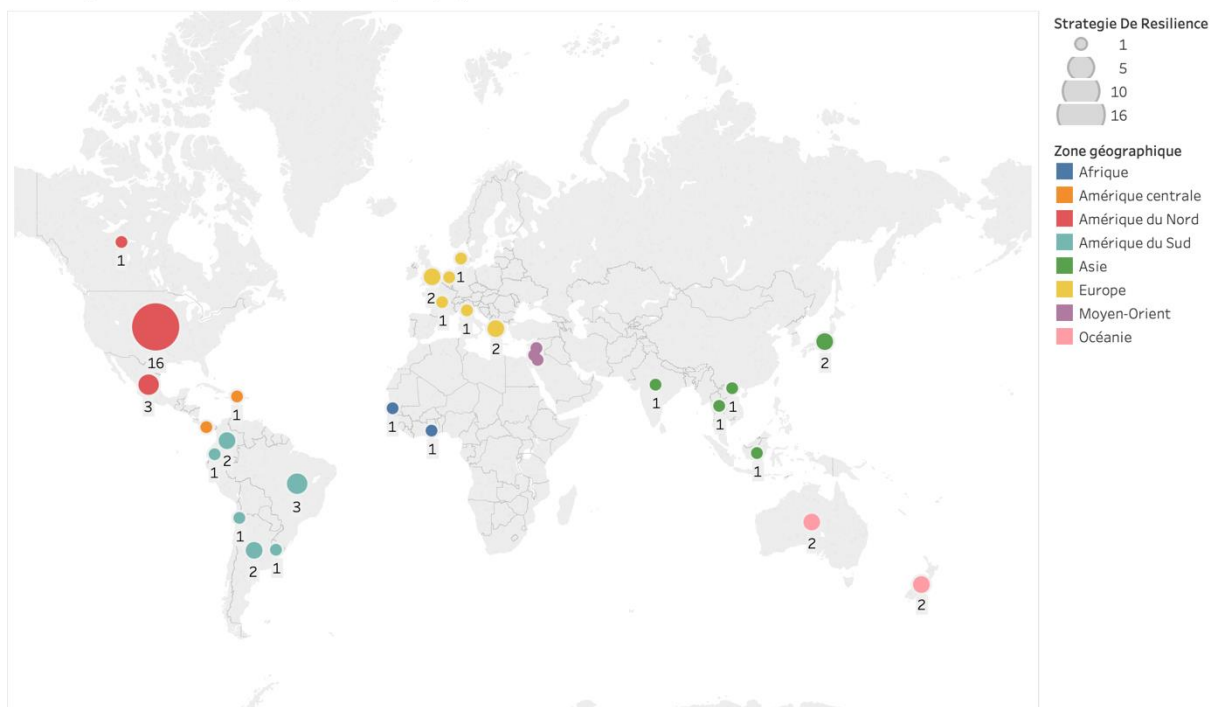 Strategie De Resilience
1
5
10
16
Zone géographique
Afrique
Amérique centrale
Amérique du Nord
Amérique du Sud
Asie
Europe
Moyen-Orient
Océanie
1
1
2
1
1
2
16
2
3
1
1
1
1
1
1
2
1
1
3
1
2
1
2
2